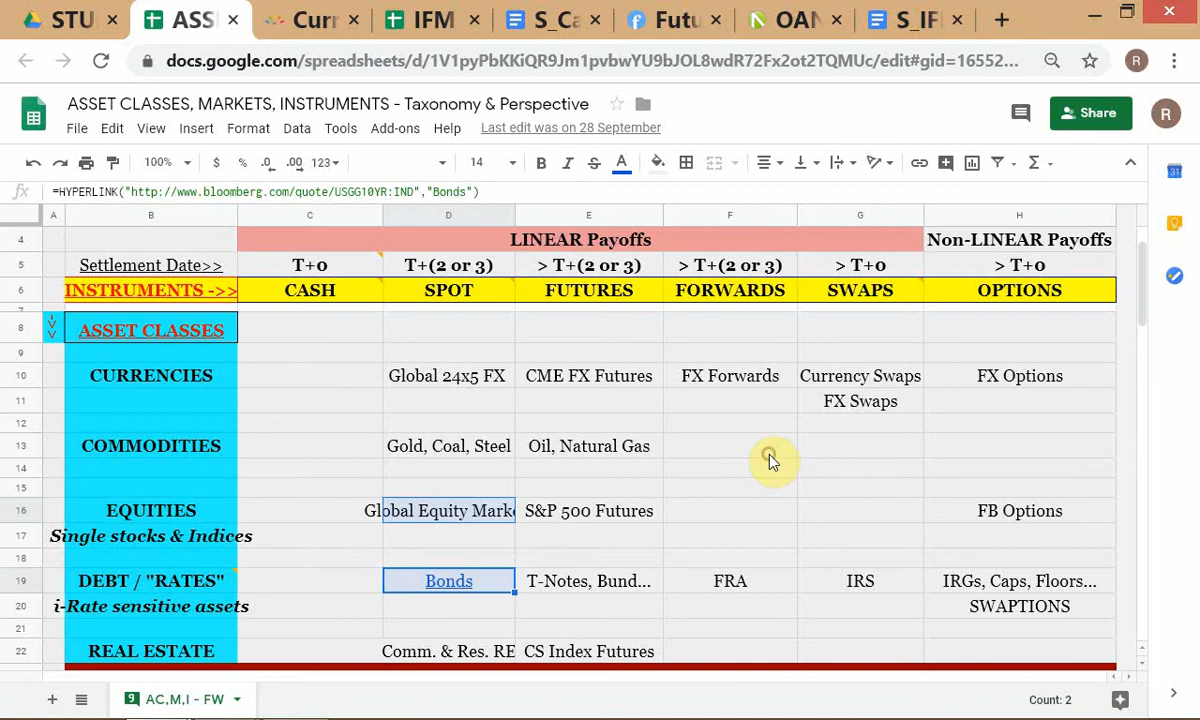 STU ASS Curr IFM S_Ca Futu OAN S_IF
docs.google.com/spreadsheets/d/1V1pyPbKKiQR9Jm1pvbwYU9bJOL8wdR72Fx2ot2TQMUc/edit#gid=16552... R
ASSET CLASSES, MARKETS, INSTRUMENTS - Taxonomy & Perspective
File Edit View Insert Format Data Tools Add-ons Help Last edit was on 28 September
Share R
100% $ % .0 .00 123 14 B I S A
fx =HYPERLINK("http://www.bloomberg.com/quote/USGG10YR:IND","Bonds")
A B C D E F G H
4 LINEAR Payoffs Non-LINEAR Payoffs
5 Settlement Date>> T+0 T+(2 or 3) > T+(2 or 3) > T+(2 or 3) > T+0 > T+0
6 INSTRUMENTS ->> CASH SPOT FUTURES FORWARDS SWAPS OPTIONS
8 ASSET CLASSES
9
10 CURRENCIES Global 24x5 FX CME FX Futures FX Forwards Currency Swaps FX Options
11 FX Swaps
12
13 COMMODITIES Gold, Coal, Steel Oil, Natural Gas
14
15
16 EQUITIES Global Equity Marke S&P 500 Futures FB Options
17 Single stocks & Indices
18
19 DEBT / "RATES" Bonds T-Notes, Bund... FRA IRS IRGs, Caps, Floors...
20 i-Rate sensitive assets SWAPTIONS
21
22 REAL ESTATE Comm. & Res. RE CS Index Futures
9 AC,M,I - FW Count: 2